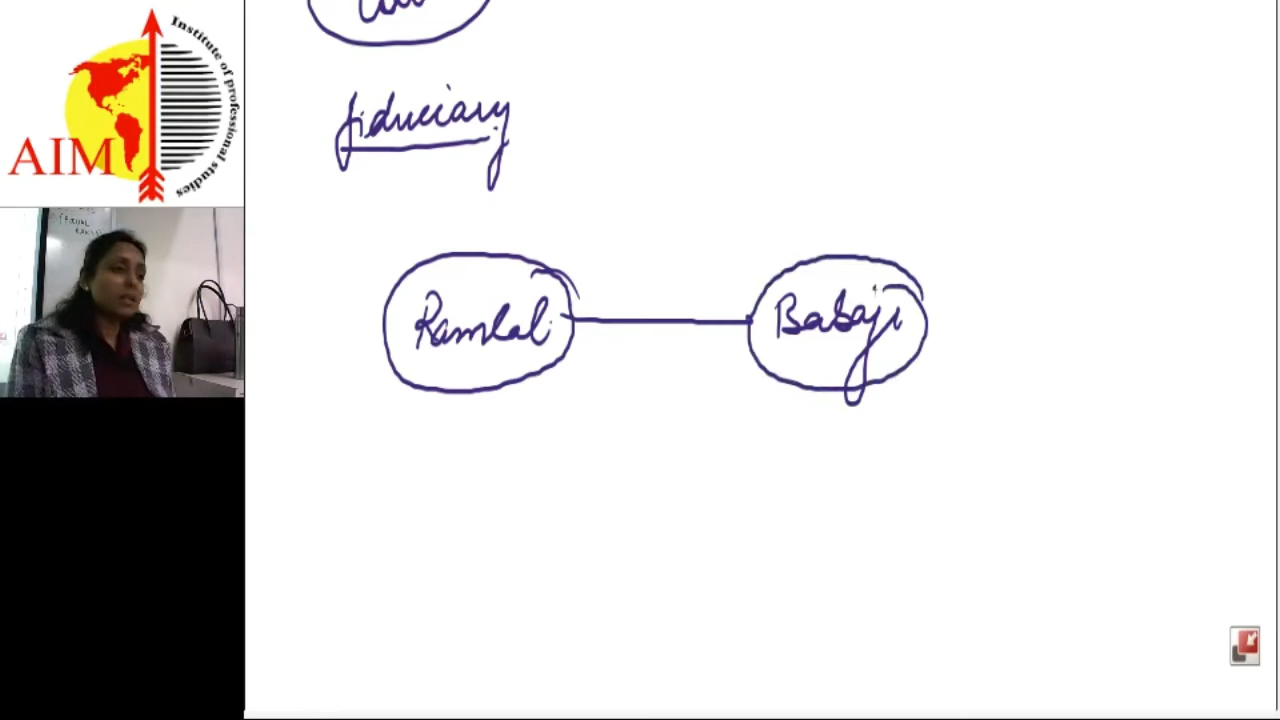 Institute of professional studies
AIM
fiduciary
Ramlal
Babaji